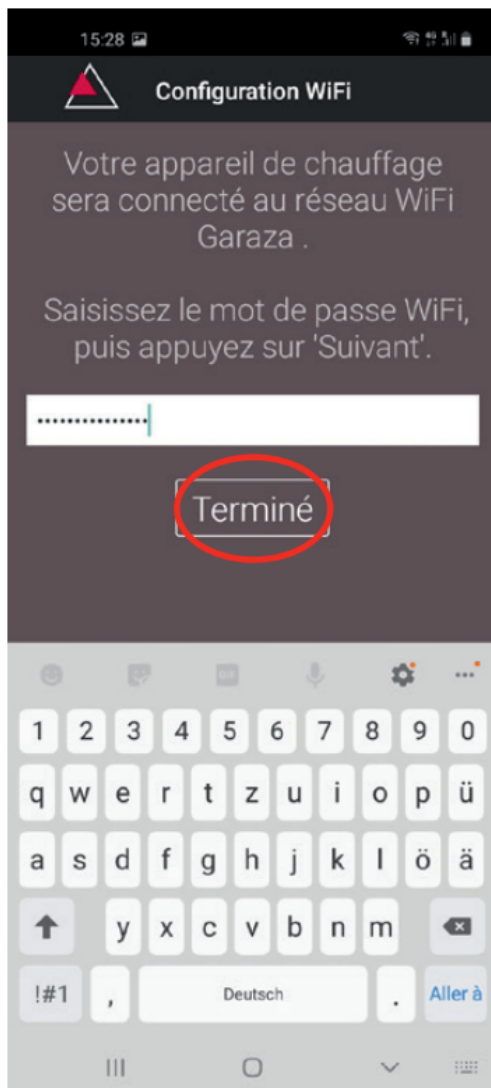 15:28
Configuration WiFi
Votre appareil de chauffage
sera connecté au réseau WiFi
Garaza .
Saisissez le mot de passe WiFi,
puis appuyez sur 'Suivant'.
•••••••••••••••
Terminé
GIF
1 2 3 4 5 6 7 8 9 0
q w e r t z u i o p ü
a s d f g h j k l ö ä
y x c v b n m
!#1 , Deutsch . Aller à